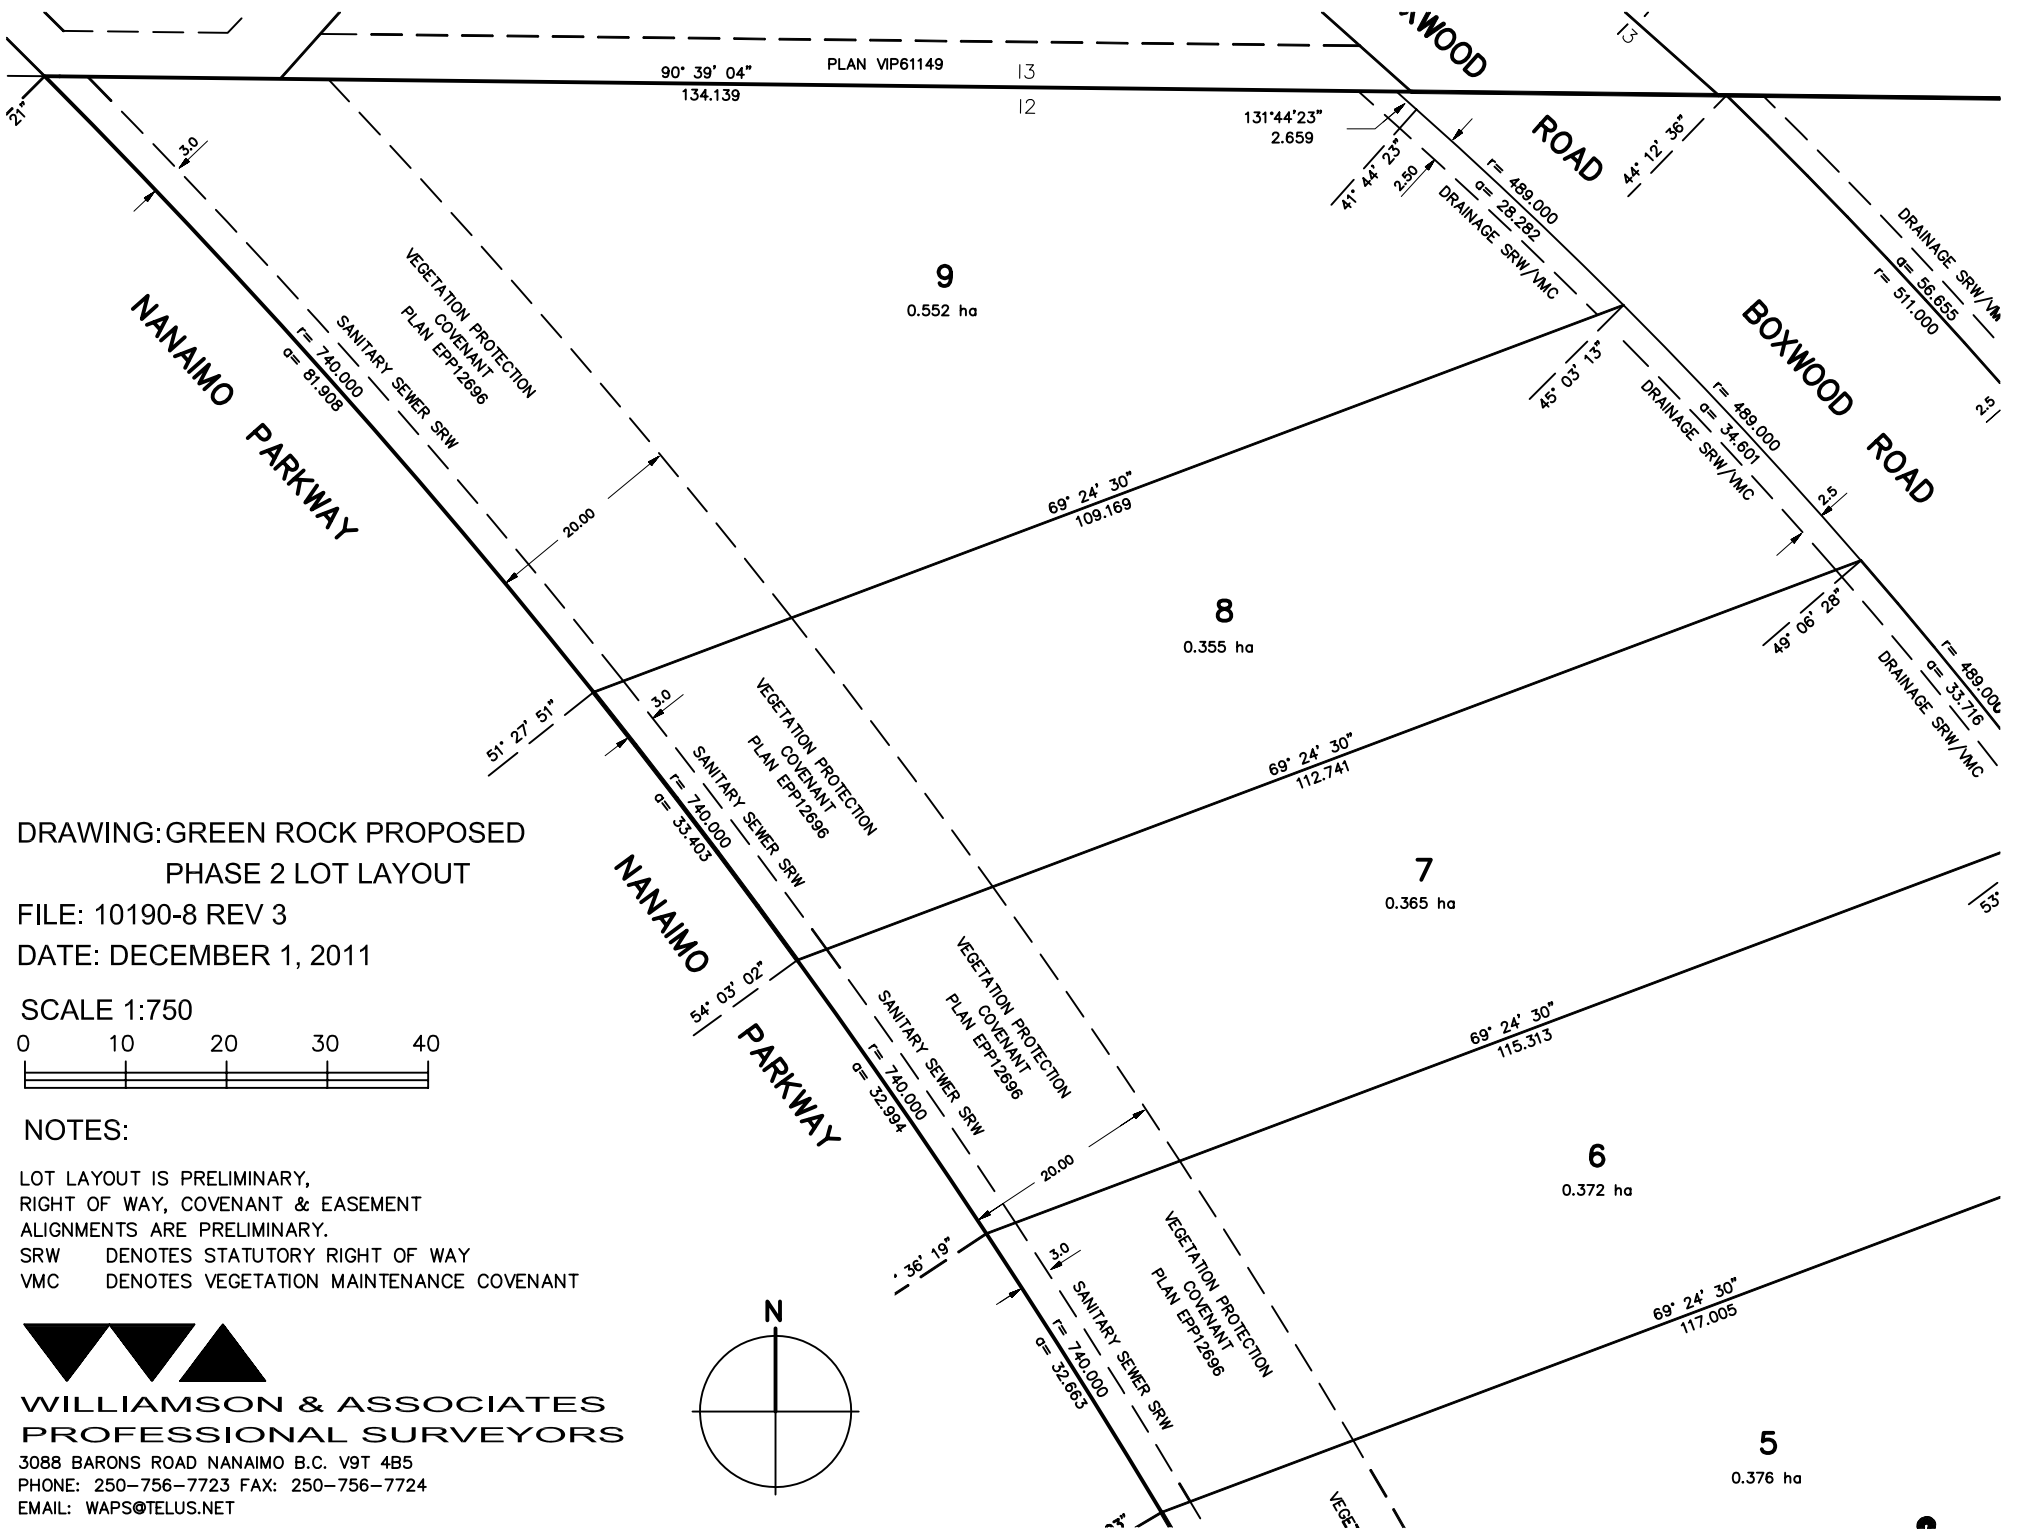 XWOOD
ROAD
13
PLAN VIP61149
90° 39' 04"
134.139
13
12
21"
131°44'23"
2.659
41° 44' 23"
2.50
44° 12' 36"
3.0
r= 489.000
a= 28.282
DRAINAGE SRW/VMC
DRAINAGE SRW/VM
a= 56.655
r= 511.000
2.5
9
0.552 ha
VEGETATION PROTECTION
COVENANT
PLAN EPP12696
SANITARY SEWER SRW
r= 740.000
a= 81.908
NANAIMO PARKWAY
20.00
BOXWOOD ROAD
45° 03' 13"
r= 489.000
a= 34.601
DRAINAGE SRW/VMC
2.5
69° 24' 30"
109.169
8
0.355 ha
49° 06' 28"
r= 489.000
a= 33.716
DRAINAGE SRW/VMC
51° 27' 51"
3.0
VEGETATION PROTECTION
COVENANT
PLAN EPP12696
SANITARY SEWER SRW
r= 740.000
a= 33.403
69° 24' 30"
112.741
7
0.365 ha
53°
NANAIMO PARKWAY
54° 03' 02"
VEGETATION PROTECTION
COVENANT
PLAN EPP12696
SANITARY SEWER SRW
r= 740.000
a= 32.994
20.00
69° 24' 30"
115.313
6
0.372 ha
36' 19"
3.0
VEGETATION PROTECTION
COVENANT
PLAN EPP12696
SANITARY SEWER SRW
r= 740.000
a= 32.663
69° 24' 30"
117.005
5
0.376 ha
VEGET
DRAWING: GREEN ROCK PROPOSED
PHASE 2 LOT LAYOUT
FILE: 10190-8 REV 3
DATE: DECEMBER 1, 2011
SCALE 1:750
0 10 20 30 40
NOTES:
LOT LAYOUT IS PRELIMINARY,
RIGHT OF WAY, COVENANT & EASEMENT
ALIGNMENTS ARE PRELIMINARY.
SRW DENOTES STATUTORY RIGHT OF WAY
VMC DENOTES VEGETATION MAINTENANCE COVENANT
WILLIAMSON & ASSOCIATES
PROFESSIONAL SURVEYORS
3088 BARONS ROAD NANAIMO B.C. V9T 4B5
PHONE: 250-756-7723 FAX: 250-756-7724
EMAIL: WAPS@TELUS.NET
N